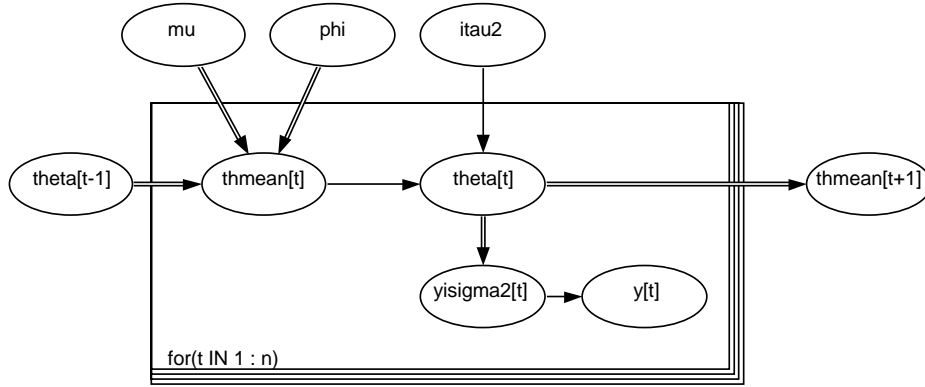 mu
phi
itau2
theta[t-1]
thmean[t]
theta[t]
thmean[t+1]
yisigma2[t]
y[t]
for(t IN 1 : n)